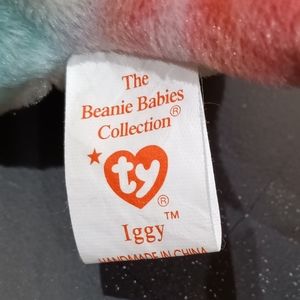 The
Beanie Babies
Collection®
ty®
™
Iggy
HANDMADE IN CHINA